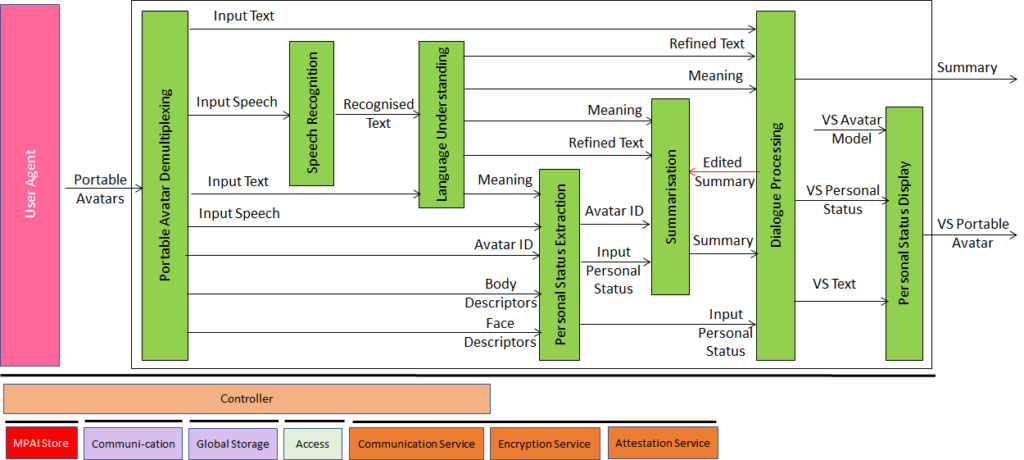 Input Text
Refined Text
Meaning
Summary
Input Speech
Recognised
Text
Meaning
VS Avatar
Model
Refined Text
Edited
Summary
Portable
Avatars
Input Text
Meaning
VS Personal
Status
Input Speech
Avatar ID
VS Portable
Avatar
Avatar ID
Input
Personal
Status
Summary
Body
Descriptors
VS Text
Face
Descriptors
Input
Personal
Status
User Agent
Portable Avatar Demultiplexing
Speech Recognition
Language Understanding
Personal Status Extraction
Summarisation
Dialogue Processing
Personal Status Display
Controller
MPAI Store
Communi-cation
Global Storage
Access
Communication Service
Encryption Service
Attestation Service